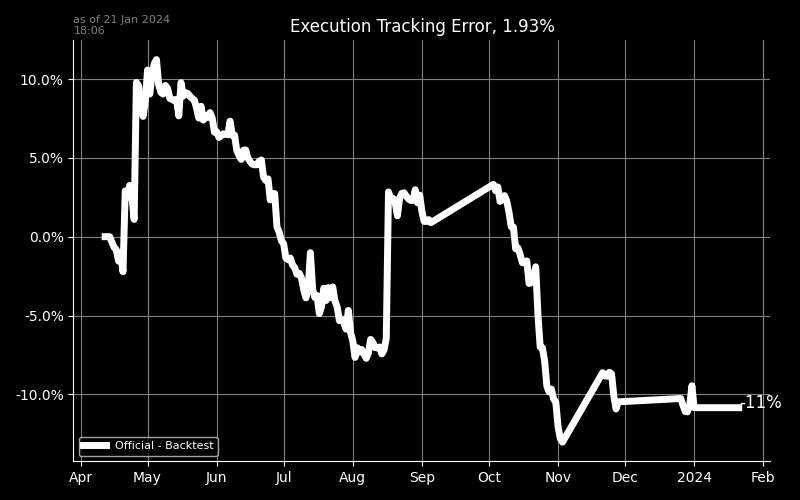 as of 21 Jan 2024
18:06
Execution Tracking Error, 1.93%
10.0%
5.0%
0.0%
-5.0%
-10.0%
-11%
Official - Backtest
Apr May Jun Jul Aug Sep Oct Nov Dec 2024 Feb